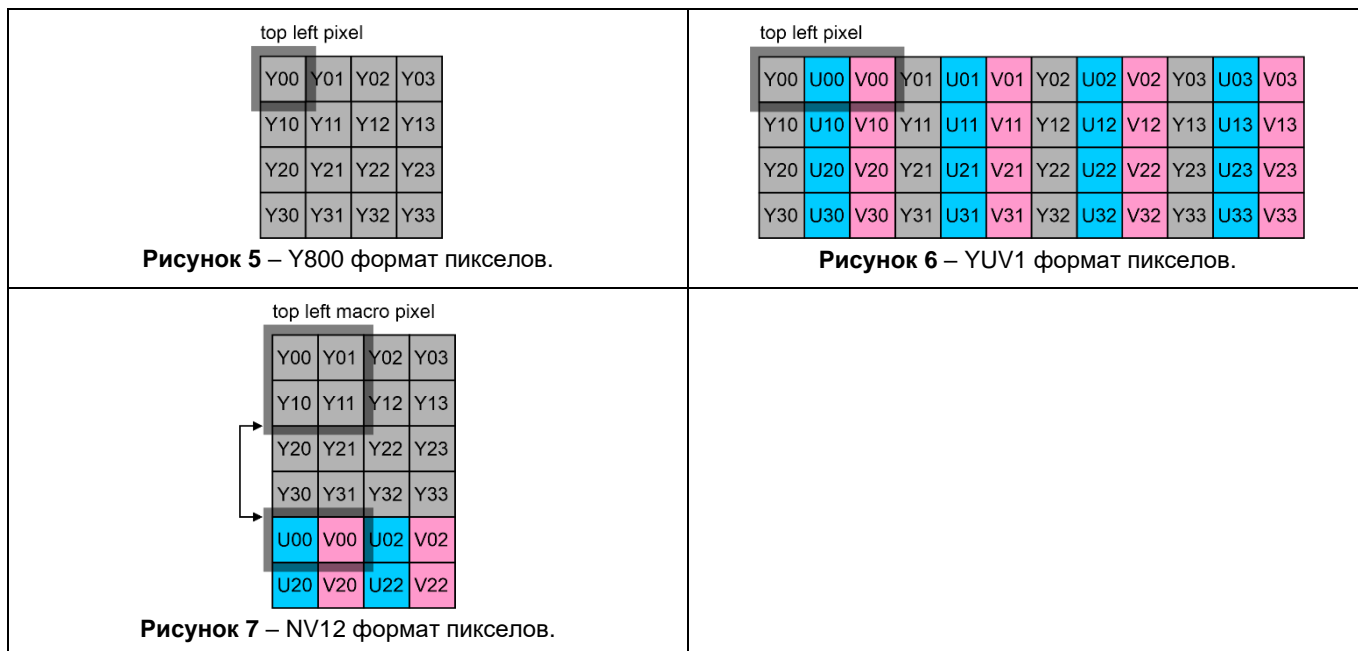 top left pixel
Y00 Y01 Y02 Y03
Y10 Y11 Y12 Y13
Y20 Y21 Y22 Y23
Y30 Y31 Y32 Y33
Рисунок 5 – Y800 формат пикселов.
top left pixel
Y00 U00 V00 Y01 U01 V01 Y02 U02 V02 Y03 U03 V03
Y10 U10 V10 Y11 U11 V11 Y12 U12 V12 Y13 U13 V13
Y20 U20 V20 Y21 U21 V21 Y22 U22 V22 Y23 U23 V23
Y30 U30 V30 Y31 U31 V31 Y32 U32 V32 Y33 U33 V33
Рисунок 6 – YUV1 формат пикселов.
top left macro pixel
Y00 Y01 Y02 Y03
Y10 Y11 Y12 Y13
Y20 Y21 Y22 Y23
Y30 Y31 Y32 Y33
U00 V00 U02 V02
U20 V20 U22 V22
Рисунок 7 – NV12 формат пикселов.